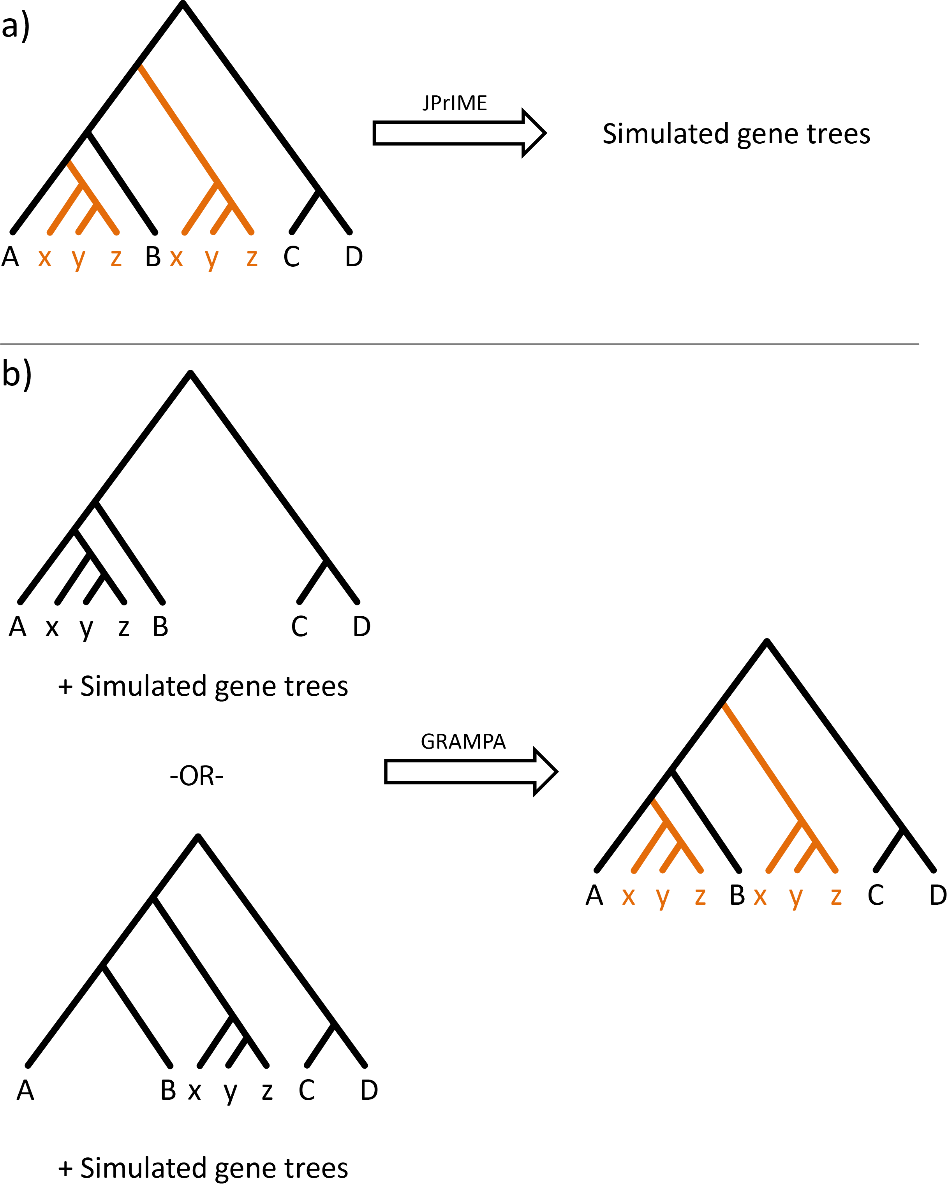 a)
JPrIME
Simulated gene trees
A x y z B x y z C D
b)
A x y z B C D
+ Simulated gene trees
-OR-
GRAMPA
A x y z B x y z C D
A B x y z C D
+ Simulated gene trees